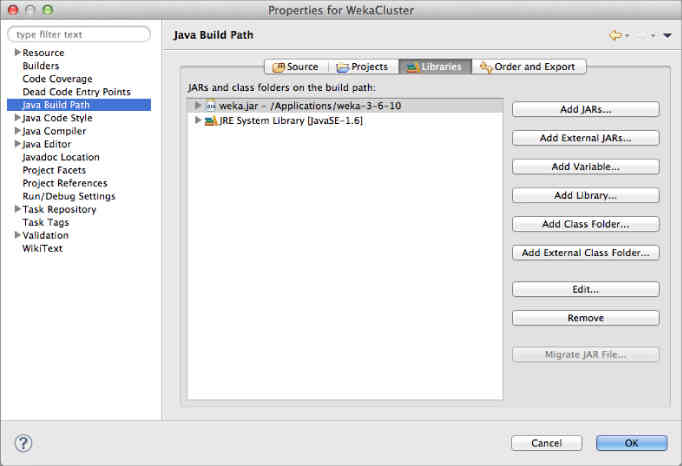 Properties for WekaCluster
type filter text
Resource
Builders
Code Coverage
Dead Code Entry Points
Java Build Path
Java Code Style
Java Compiler
Java Editor
Javadoc Location
Project Facets
Project References
Run/Debug Settings
Task Repository
Task Tags
Validation
WikiText
Java Build Path
Source
Projects
Libraries
Order and Export
JARs and class folders on the build path:
weka.jar - /Applications/weka-3-6-10
JRE System Library [JavaSE-1.6]
Add JARs...
Add External JARs...
Add Variable...
Add Library...
Add Class Folder...
Add External Class Folder...
Edit...
Remove
Migrate JAR File...
?
Cancel
OK